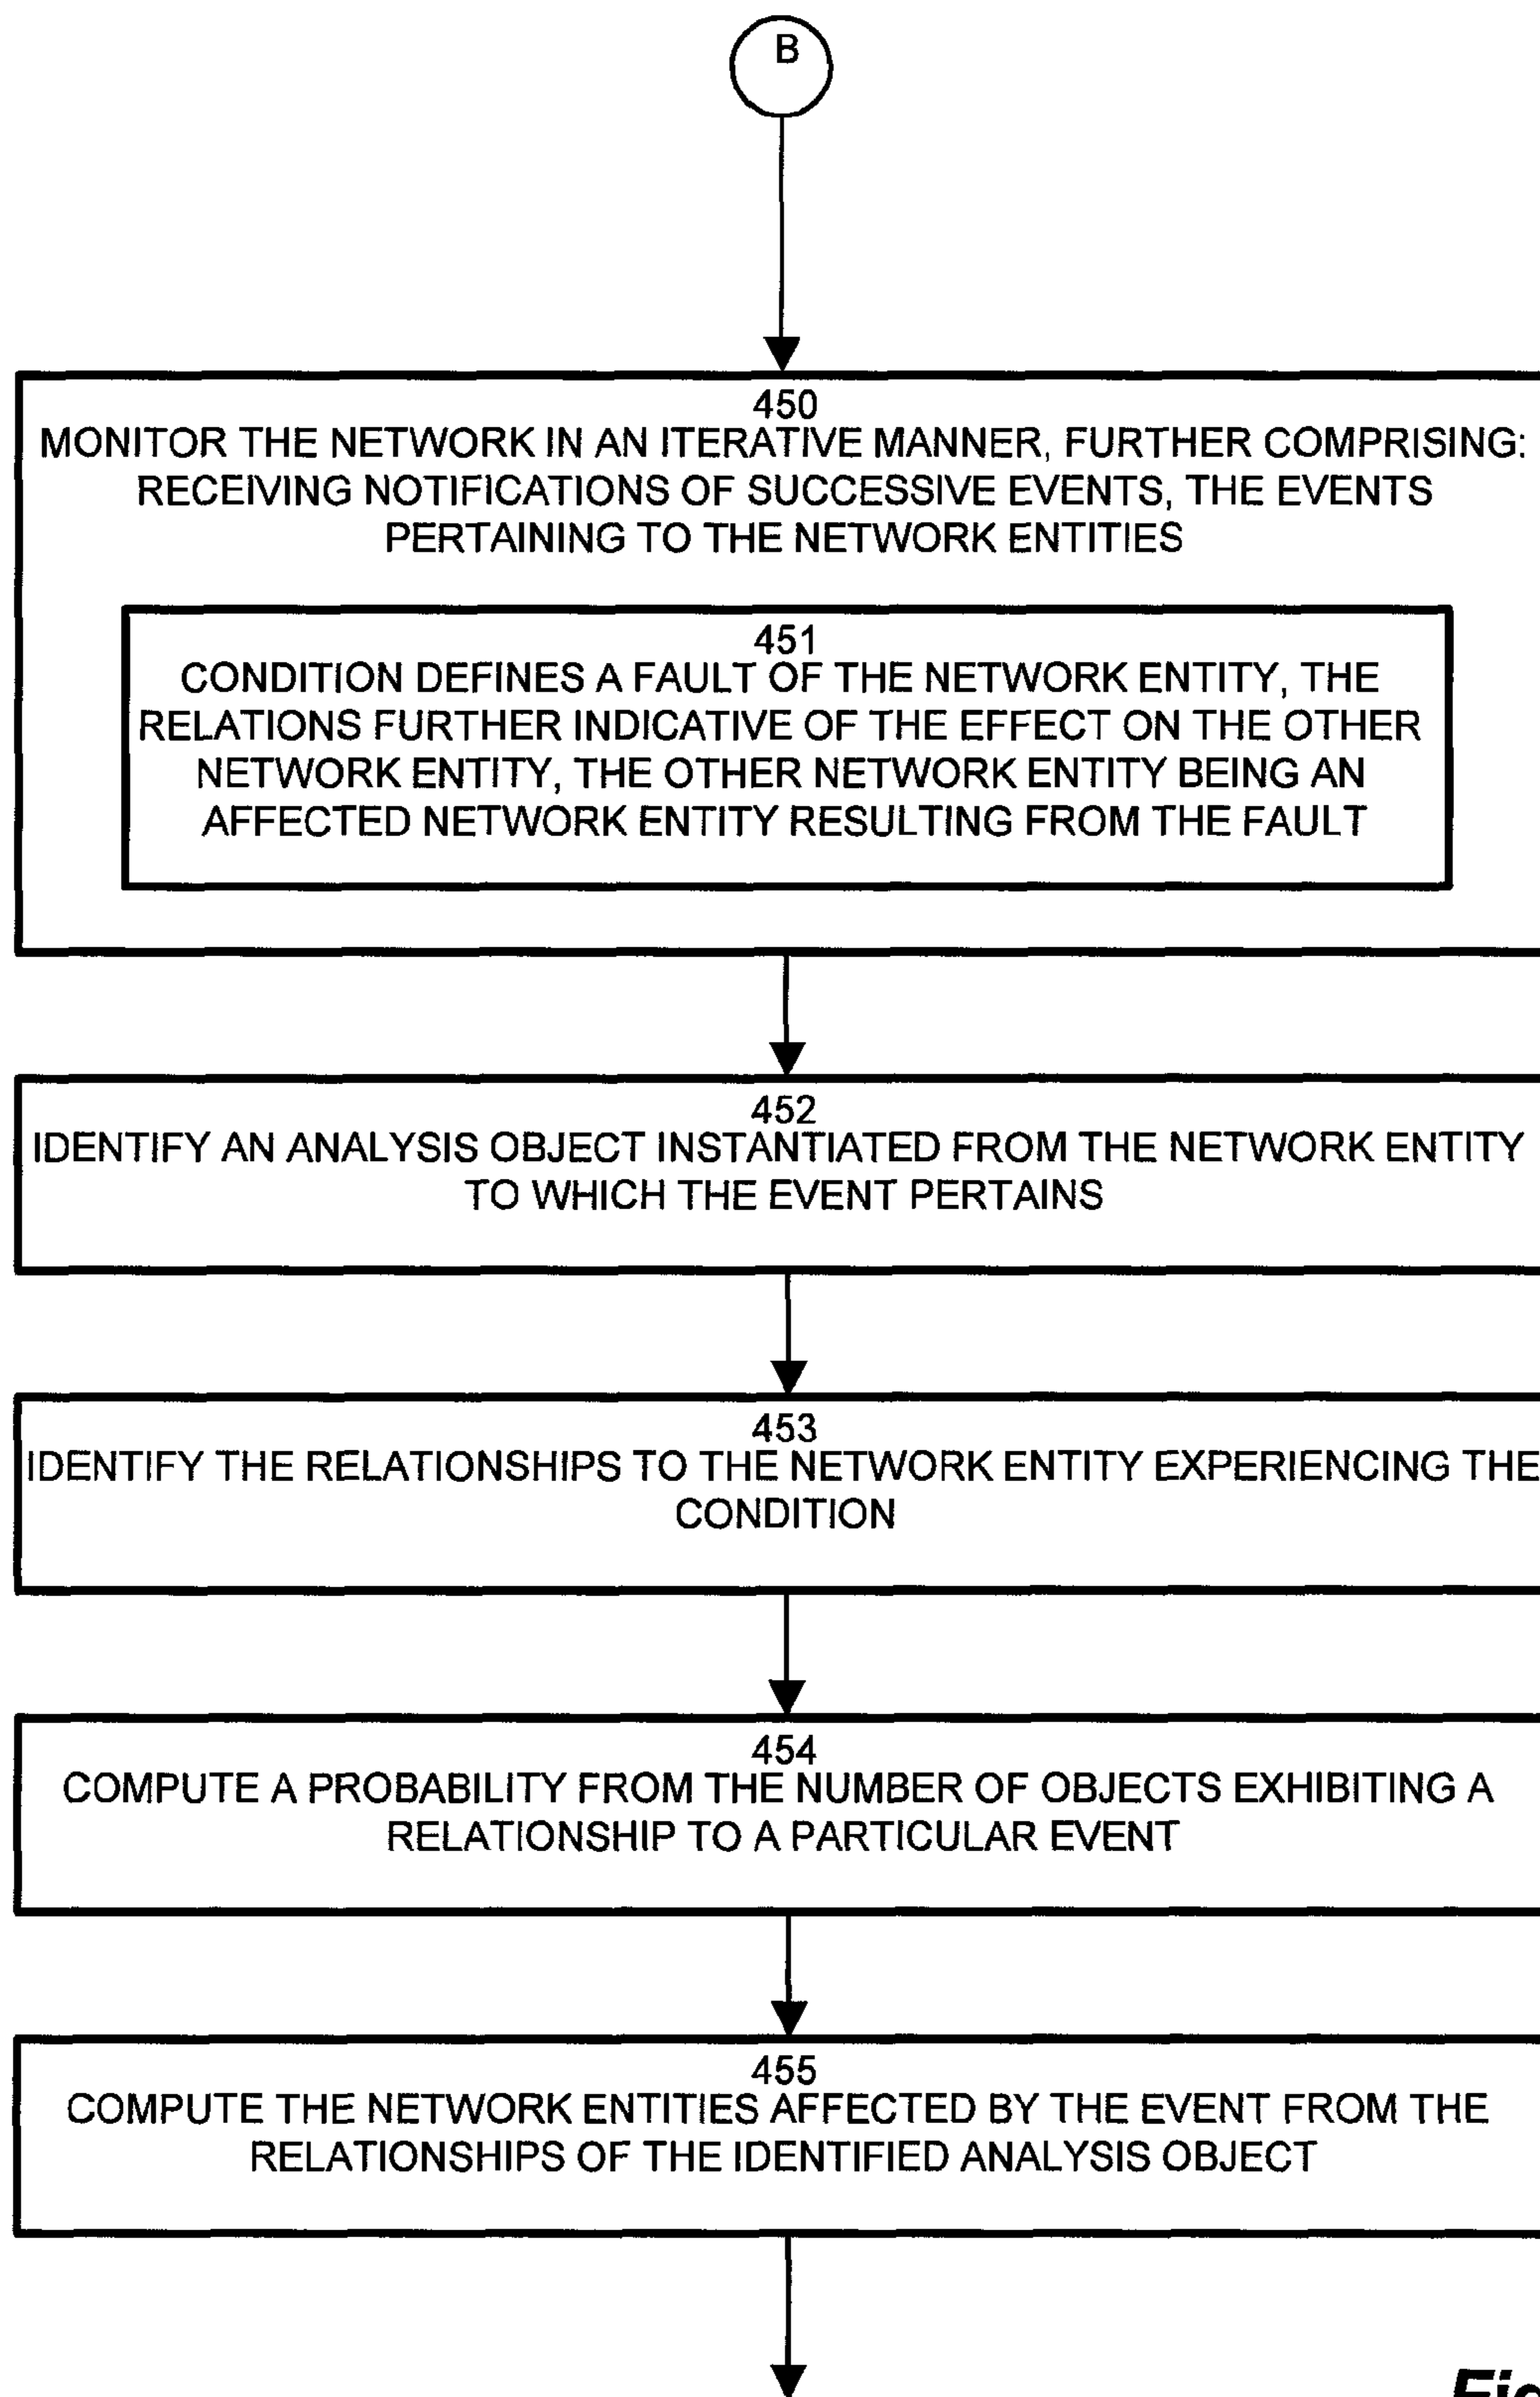 B
450
MONITOR THE NETWORK IN AN ITERATIVE MANNER, FURTHER COMPRISING:
RECEIVING NOTIFICATIONS OF SUCCESSIVE EVENTS, THE EVENTS
PERTAINING TO THE NETWORK ENTITIES
451
CONDITION DEFINES A FAULT OF THE NETWORK ENTITY, THE
RELATIONS FURTHER INDICATIVE OF THE EFFECT ON THE OTHER
NETWORK ENTITY, THE OTHER NETWORK ENTITY BEING AN
AFFECTED NETWORK ENTITY RESULTING FROM THE FAULT
452
IDENTIFY AN ANALYSIS OBJECT INSTANTIATED FROM THE NETWORK ENTITY
TO WHICH THE EVENT PERTAINS
453
IDENTIFY THE RELATIONSHIPS TO THE NETWORK ENTITY EXPERIENCING THE
CONDITION
454
COMPUTE A PROBABILITY FROM THE NUMBER OF OBJECTS EXHIBITING A
RELATIONSHIP TO A PARTICULAR EVENT
455
COMPUTE THE NETWORK ENTITIES AFFECTED BY THE EVENT FROM THE
RELATIONSHIPS OF THE IDENTIFIED ANALYSIS OBJECT